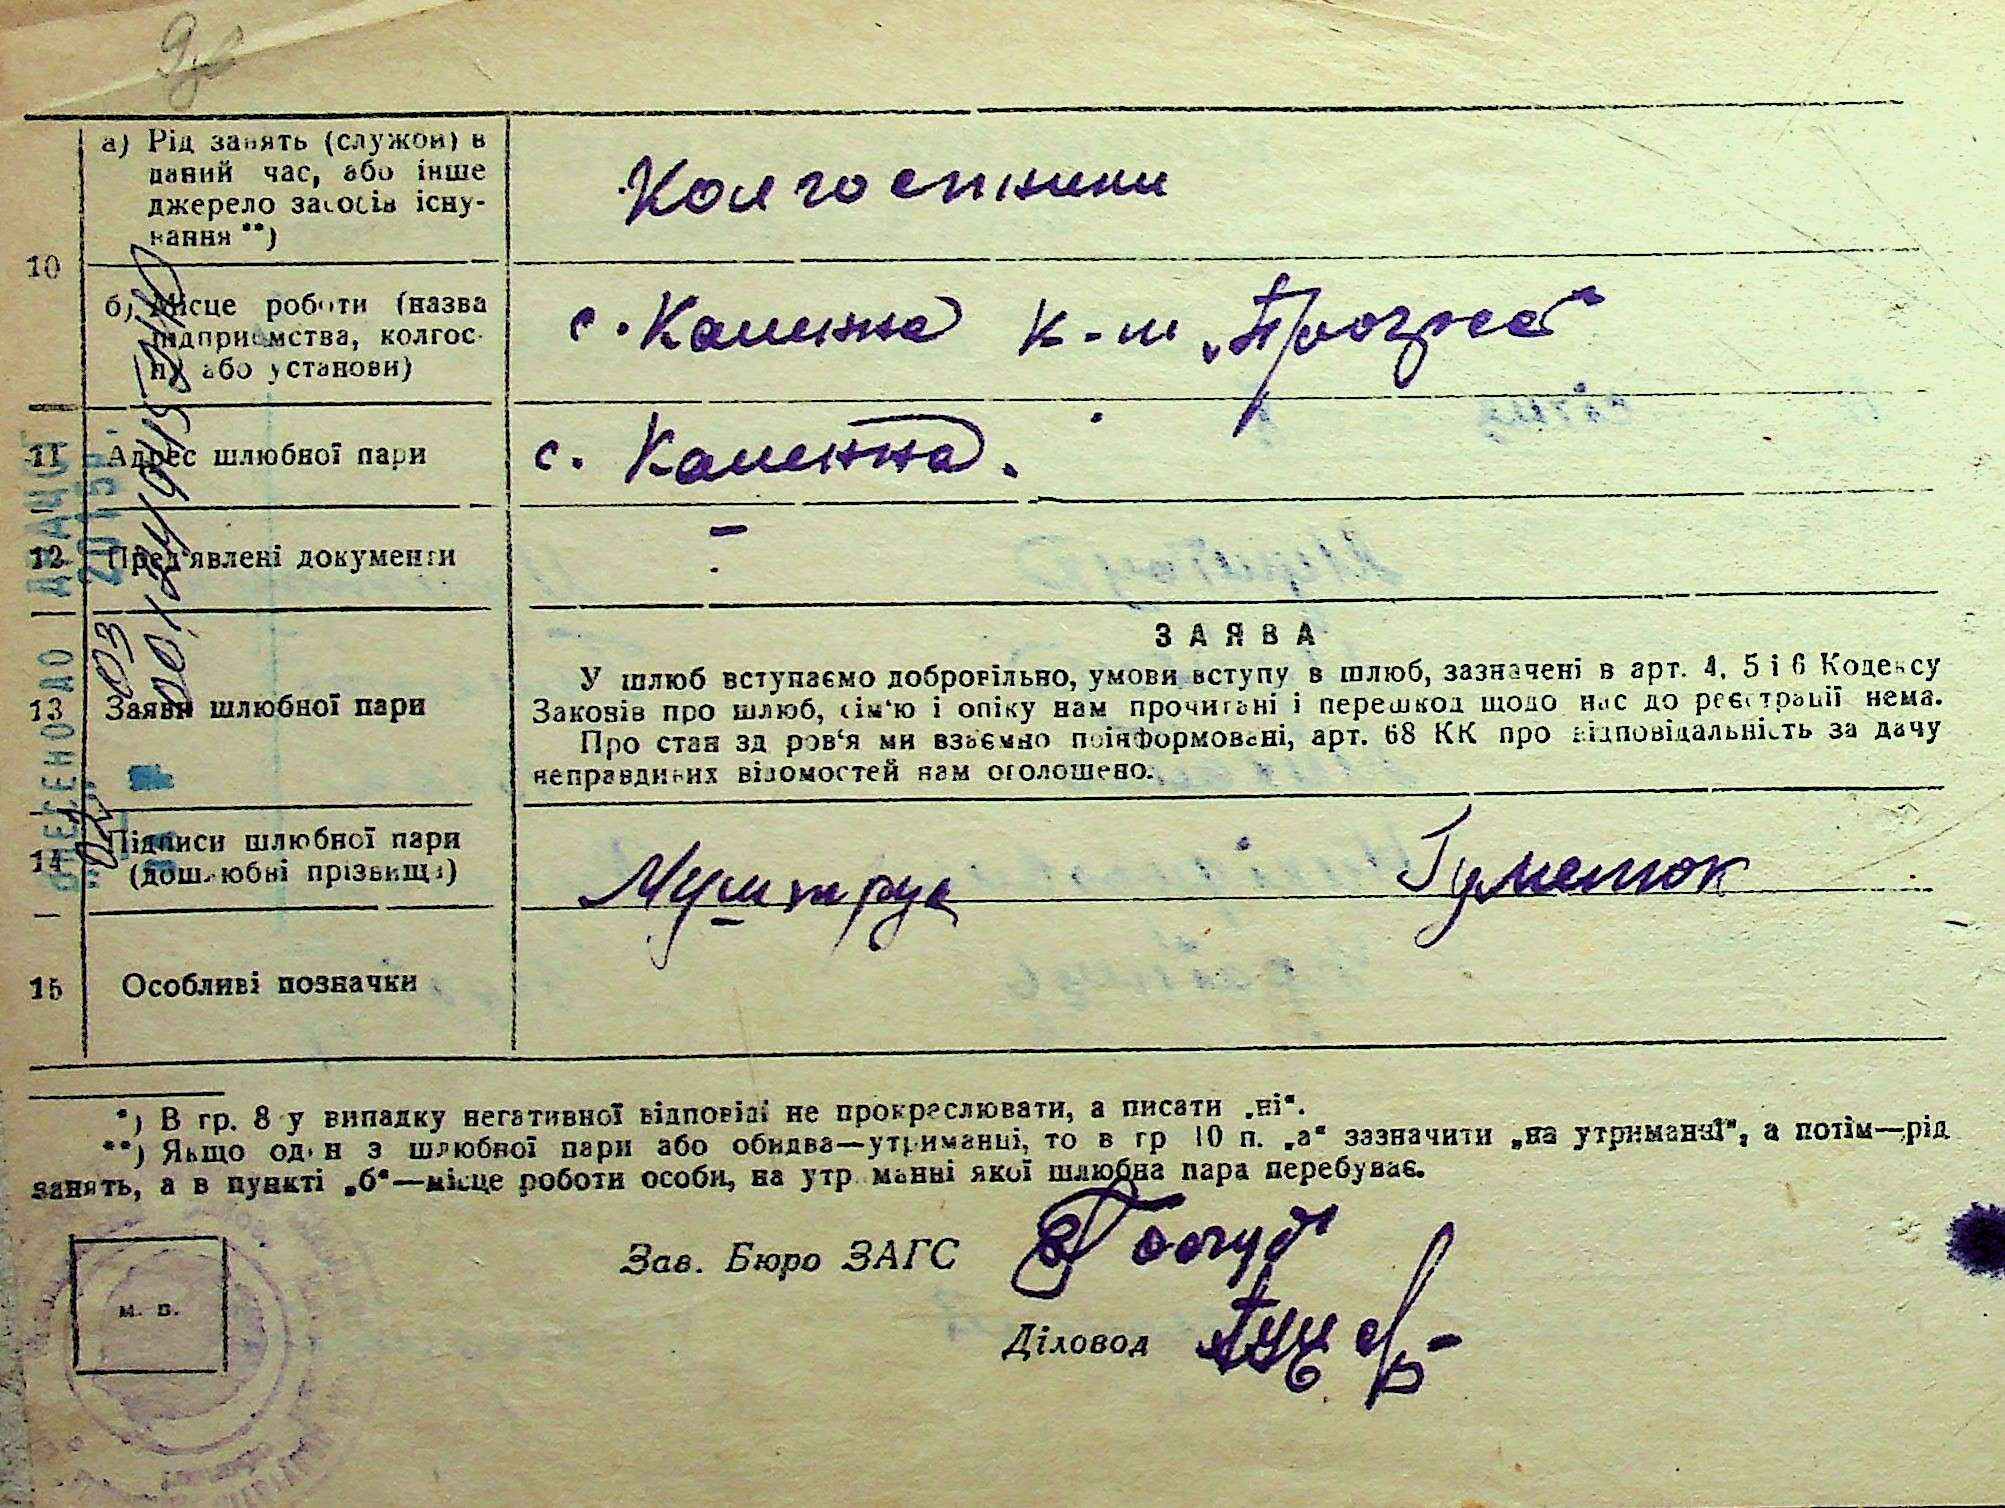 а) Рід занять (служби) в
даний час, або інше
джерело засобів існу-
вання **)
Колгоспники
10
б) Місце роботи (назва
підприємства, колгос-
пу або установи)
с. Каменна к-п „Прогрес“
11 Адрес шлюбної пари
с. Каменна.
12 Пред‘явлені документи
–
13 Заяви шлюбної пари
ЗАЯВА
У шлюб вступаємо добровільно, умови вступу в шлюб, зазначені в арт. 4, 5 і 6 Кодексу
Законів про шлюб, сім‘ю і опіку нам прочитані і перешкод щодо нас до реєстрації нема.
Про стан здоров‘я ми взаємно поінформовані, арт. 68 КК про відповідальність за дачу
неправдивих відомостей нам оголошено.
14 Підписи шлюбної пари
(дошлюбні прізвища)
Муштрук Гуменюк
15 Особливі позначки
*) В гр. 8 у випадку негативної відповіді не прокреслювати, а писати „ні“.
**) Якщо один з шлюбної пари або обидва—утриманці, то в гр 10 п. „а“ зазначити „на утриманні“, а потім—рід
занять, а в пункті „б“—місце роботи особи, на утриманні якої шлюбна пара перебуває.
Зав. Бюро ЗАГС
Діловод
м. п.